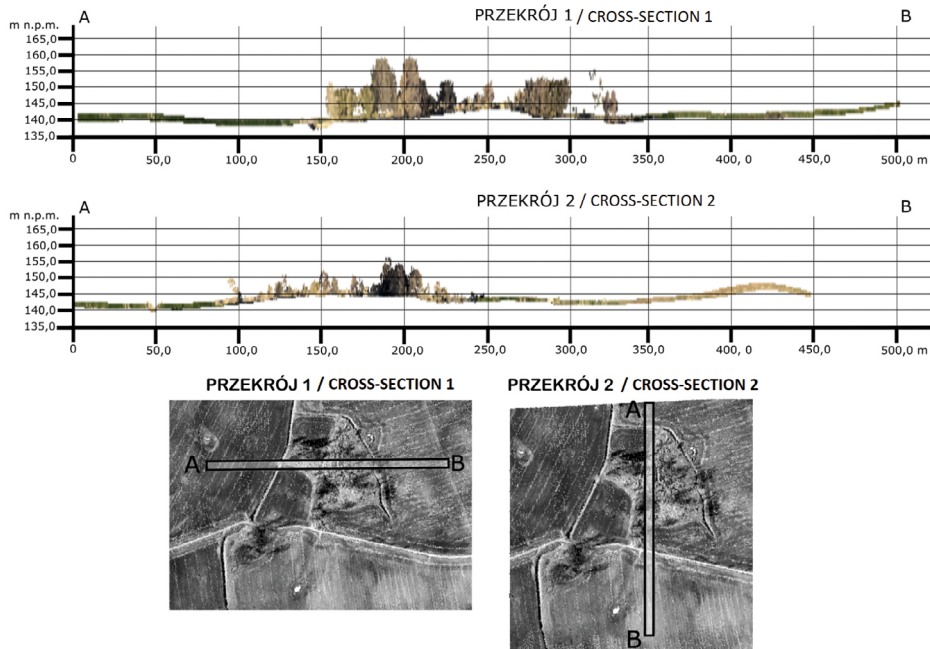 A PRZEKRÓJ 1 / CROSS-SECTION 1 B
m n.p.m.
165,0
160,0
155,0
150,0
145,0
140,0
135,0
0 50,0 100,0 150,0 200,0 250,0 300,0 350,0 400, 0 450,0 500,0 m
A PRZEKRÓJ 2 / CROSS-SECTION 2 B
m n.p.m.
165,0
160,0
155,0
150,0
145,0
140,0
135,0
0 50,0 100,0 150,0 200,0 250,0 300,0 350,0 400, 0 450,0 500,0 m
PRZEKRÓJ 1 / CROSS-SECTION 1
A B
PRZEKRÓJ 2 / CROSS-SECTION 2
A
B